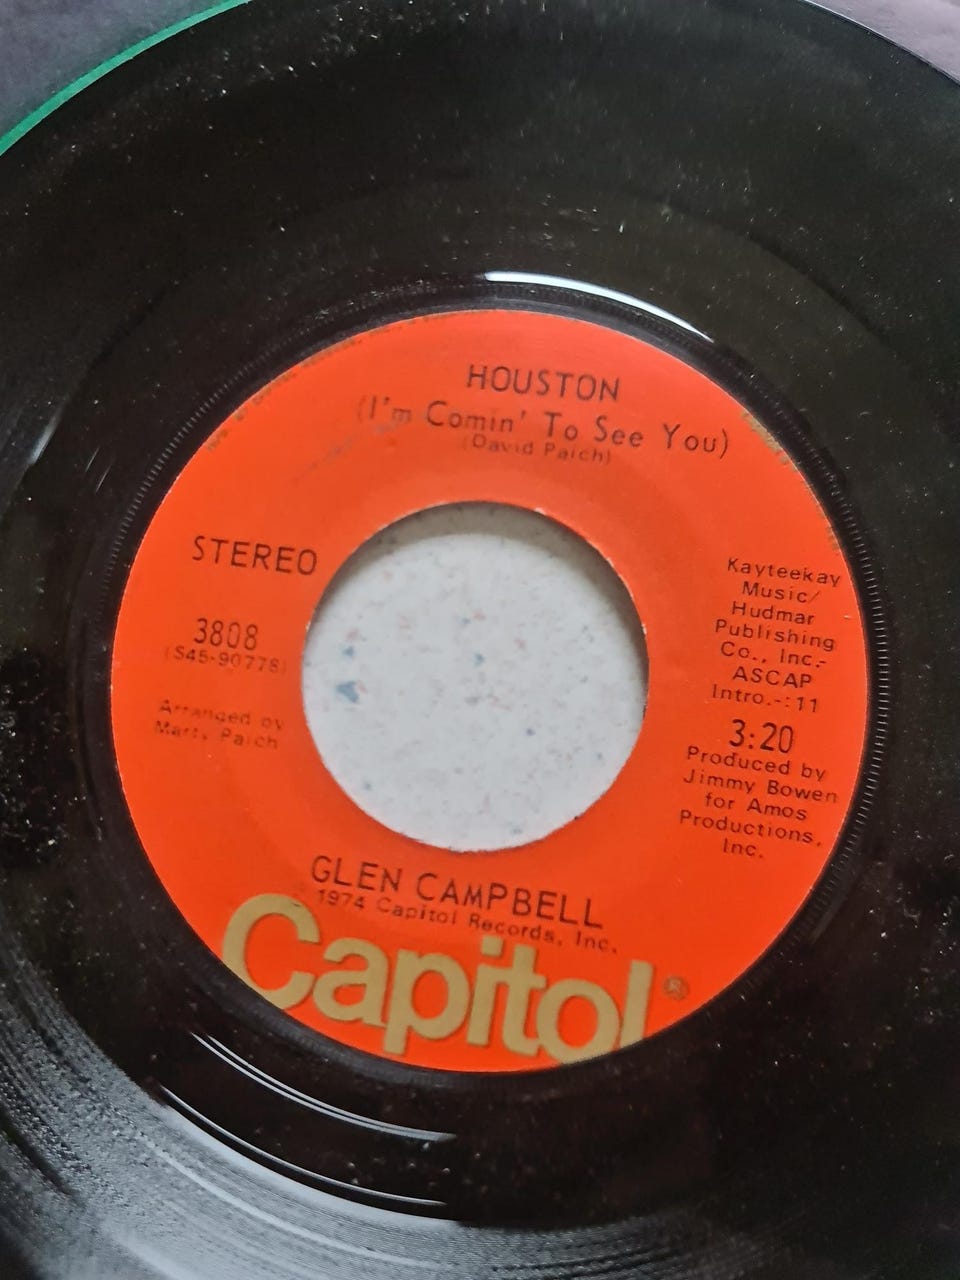 HOUSTON
(I'm Comin' To See You)
(David Paich)
STEREO
3808
(S45-90778)
Arranged by
Marty Paich
Kayteekay
Music/
Hudmar
Publishing
Co., Inc.-
ASCAP
Intro.-:11
3:20
Produced by
Jimmy Bowen
for Amos
Productions,
Inc.
GLEN CAMPBELL
1974 Capitol Records, Inc.
Capitol®